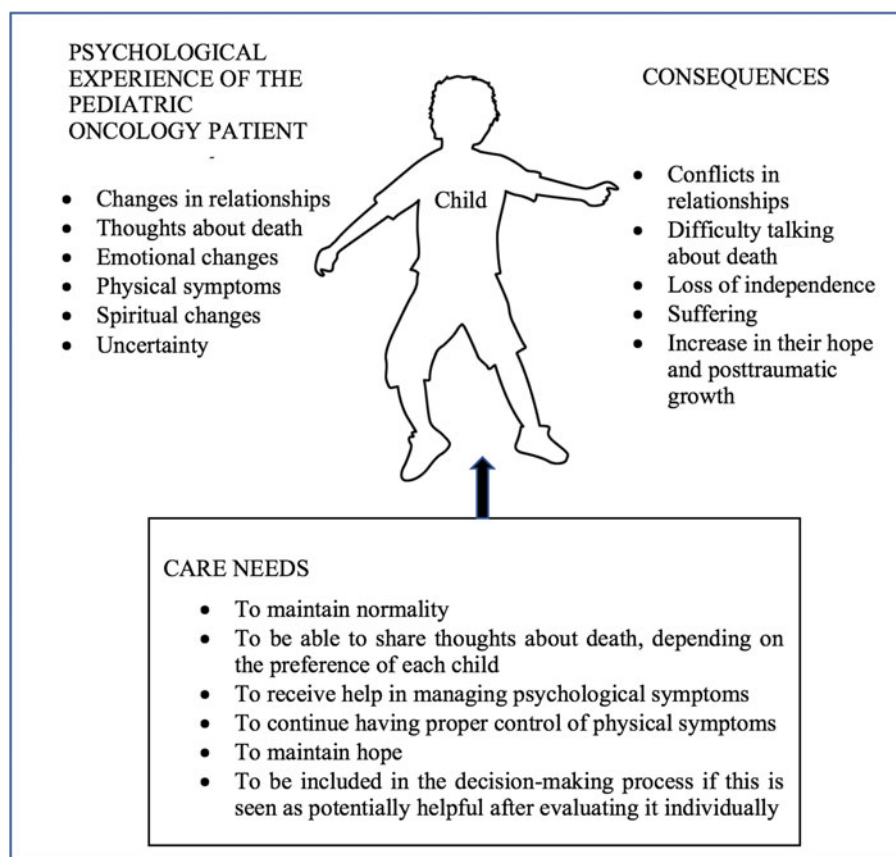 PSYCHOLOGICAL
EXPERIENCE OF THE
PEDIATRIC
ONCOLOGY PATIENT
-
• Changes in relationships
• Thoughts about death
• Emotional changes
• Physical symptoms
• Spiritual changes
• Uncertainty
Child
CONSEQUENCES
• Conflicts in
relationships
• Difficulty talking
about death
• Loss of independence
• Suffering
• Increase in their hope
and posttraumatic
growth
CARE NEEDS
• To maintain normality
• To be able to share thoughts about death, depending on
the preference of each child
• To receive help in managing psychological symptoms
• To continue having proper control of physical symptoms
• To maintain hope
• To be included in the decision-making process if this is
seen as potentially helpful after evaluating it individually